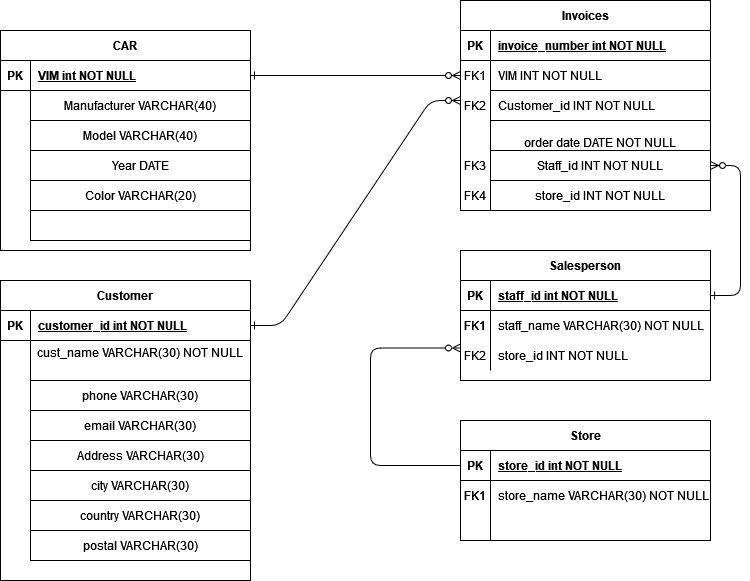 CAR
PK VIM int NOT NULL
Manufacturer VARCHAR(40)
Model VARCHAR(40)
Year DATE
Color VARCHAR(20)
Customer
PK customer_id int NOT NULL
cust_name VARCHAR(30) NOT NULL
phone VARCHAR(30)
email VARCHAR(30)
Address VARCHAR(30)
city VARCHAR(30)
country VARCHAR(30)
postal VARCHAR(30)
Invoices
PK invoice_number int NOT NULL
FK1 VIM INT NOT NULL
FK2 Customer_id INT NOT NULL
order date DATE NOT NULL
FK3 Staff_id INT NOT NULL
FK4 store_id INT NOT NULL
Salesperson
PK staff_id int NOT NULL
FK1 staff_name VARCHAR(30) NOT NULL
FK2 store_id INT NOT NULL
Store
PK store_id int NOT NULL
FK1 store_name VARCHAR(30) NOT NULL